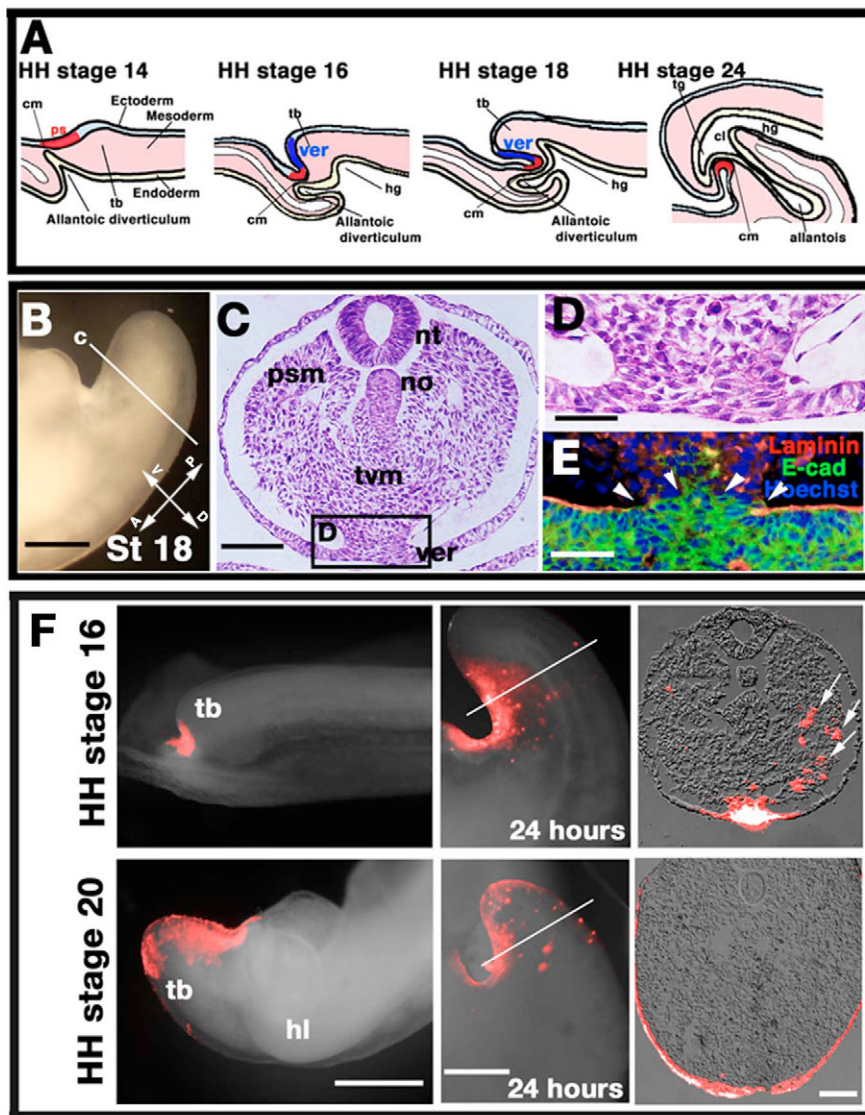 A
HH stage 14
HH stage 16
HH stage 18
HH stage 24
cm
ps
Ectoderm
Mesoderm
tb
Endoderm
Allantoic diverticulum
tb
ver
hg
cm
Allantoic
diverticulum
tb
ver
hg
cm
Allantoic
diverticulum
tg
cl
hg
cm
allantois
B
c
V
P
A
D
St 18
C
nt
no
psm
tvm
D
ver
D
E
Laminin
E-cad
Hoechst
F
HH stage 16
tb
24 hours
HH stage 20
tb
hl
24 hours